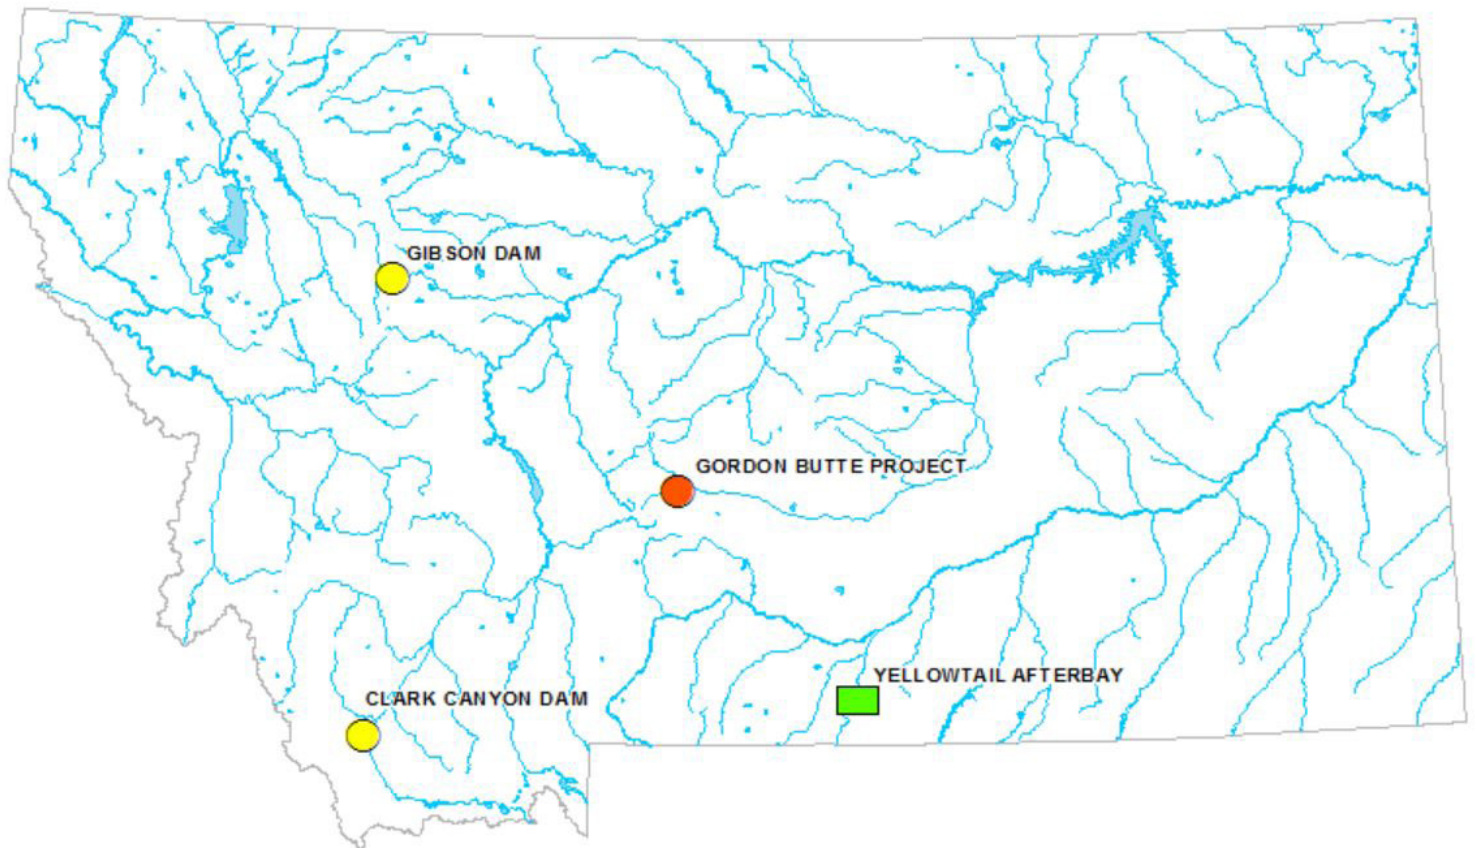 GIBSON DAM
GORDON BUTTE PROJECT
YELLOWTAIL AFTERBAY
CLARK CANYON DAM